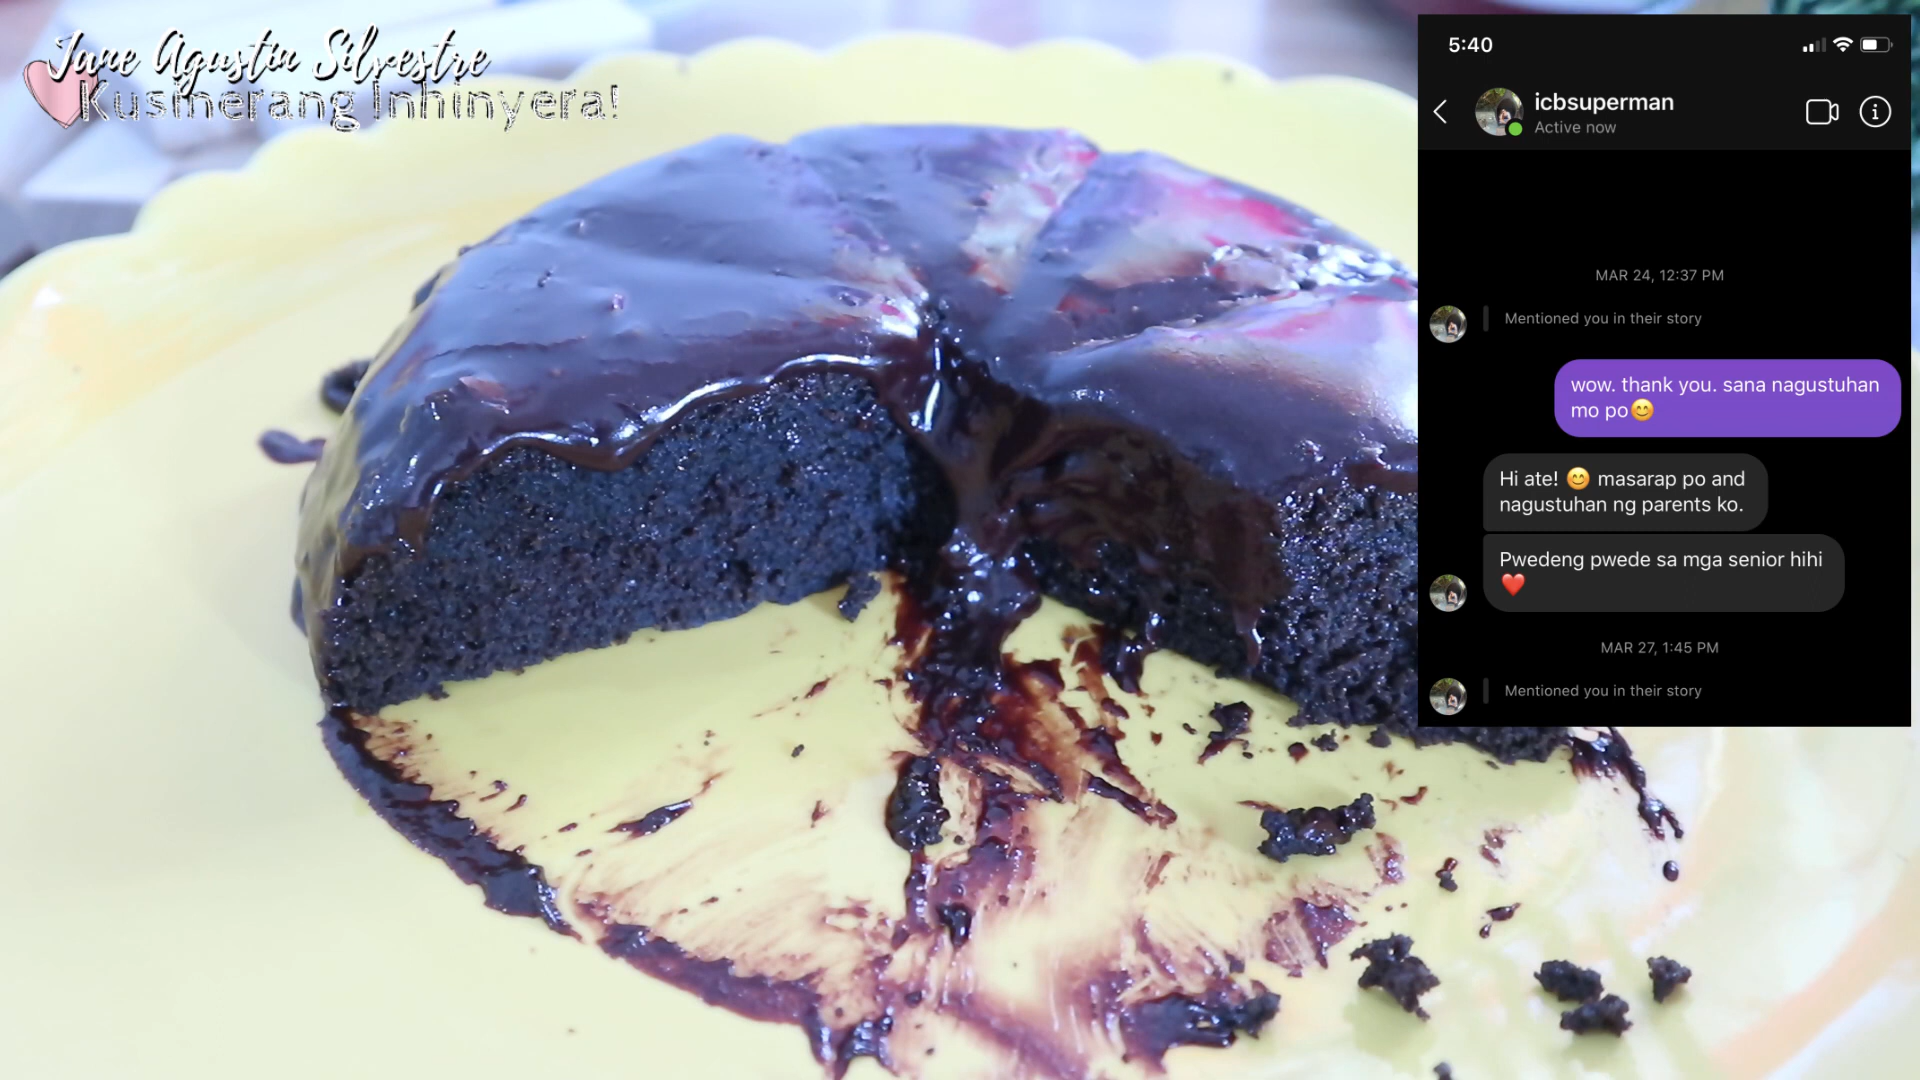 Jane Agustin Silvestre
Kusinerang Inhinyera!
5:40
icbsuperman
Active now
MAR 24, 12:37 PM
Mentioned you in their story
wow. thank you. sana nagustuhan
mo po😊
Hi ate! 😊 masarap po and
nagustuhan ng parents ko.
Pwedeng pwede sa mga senior hihi
❤️
MAR 27, 1:45 PM
Mentioned you in their story